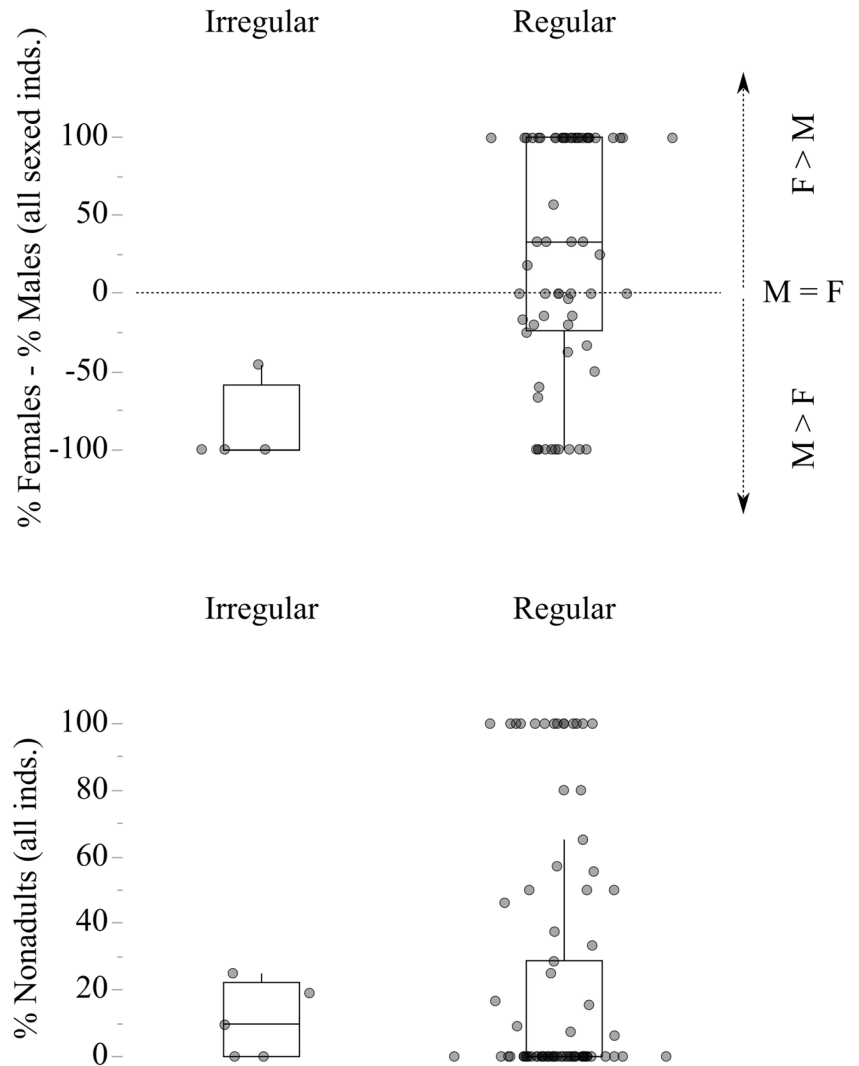 Irregular Regular
% Females - % Males (all sexed inds.)
100
50
0
-50
-100
F > M
M = F
M > F
Irregular Regular
% Nonadults (all inds.)
100
80
60
40
20
0